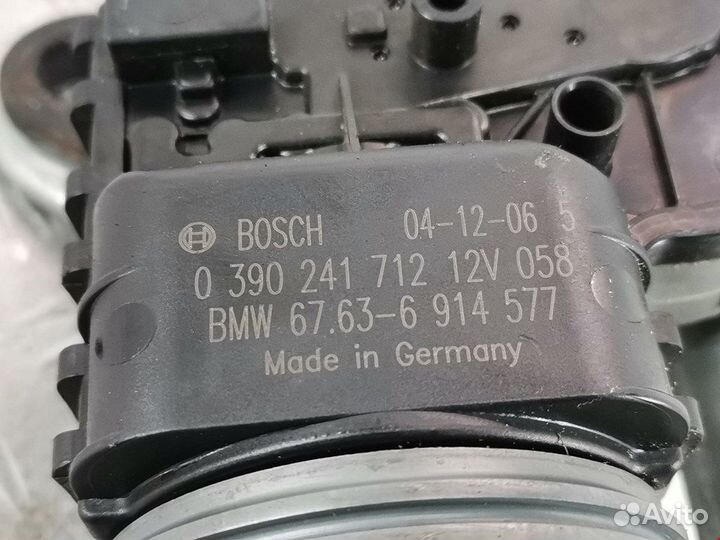 BOSCH 04-12-06 5
0 390 241 712 12V 058
BMW 67.63-6 914 577
Made in Germany
Avito